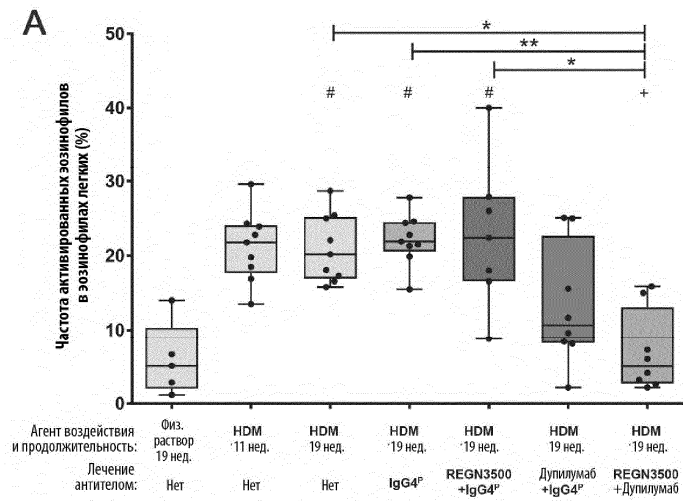 A
*
**
*
# # # +
Частота активированных эозинофилов
в эозинофилах легких (%)
50
40
30
20
10
0
Агент воздействия
и продолжительность:
Физ.
раствор
19 нед.
HDM
11 нед.
HDM
19 нед.
HDM
19 нед.
HDM
19 нед.
HDM
19 нед.
HDM
19 нед.
Лечение
антителом:
Нет
Нет
Нет
IgG4ᴾ
REGN3500
+IgG4ᴾ
Дупилумаб
+IgG4ᴾ
REGN3500
+Дупилумаб